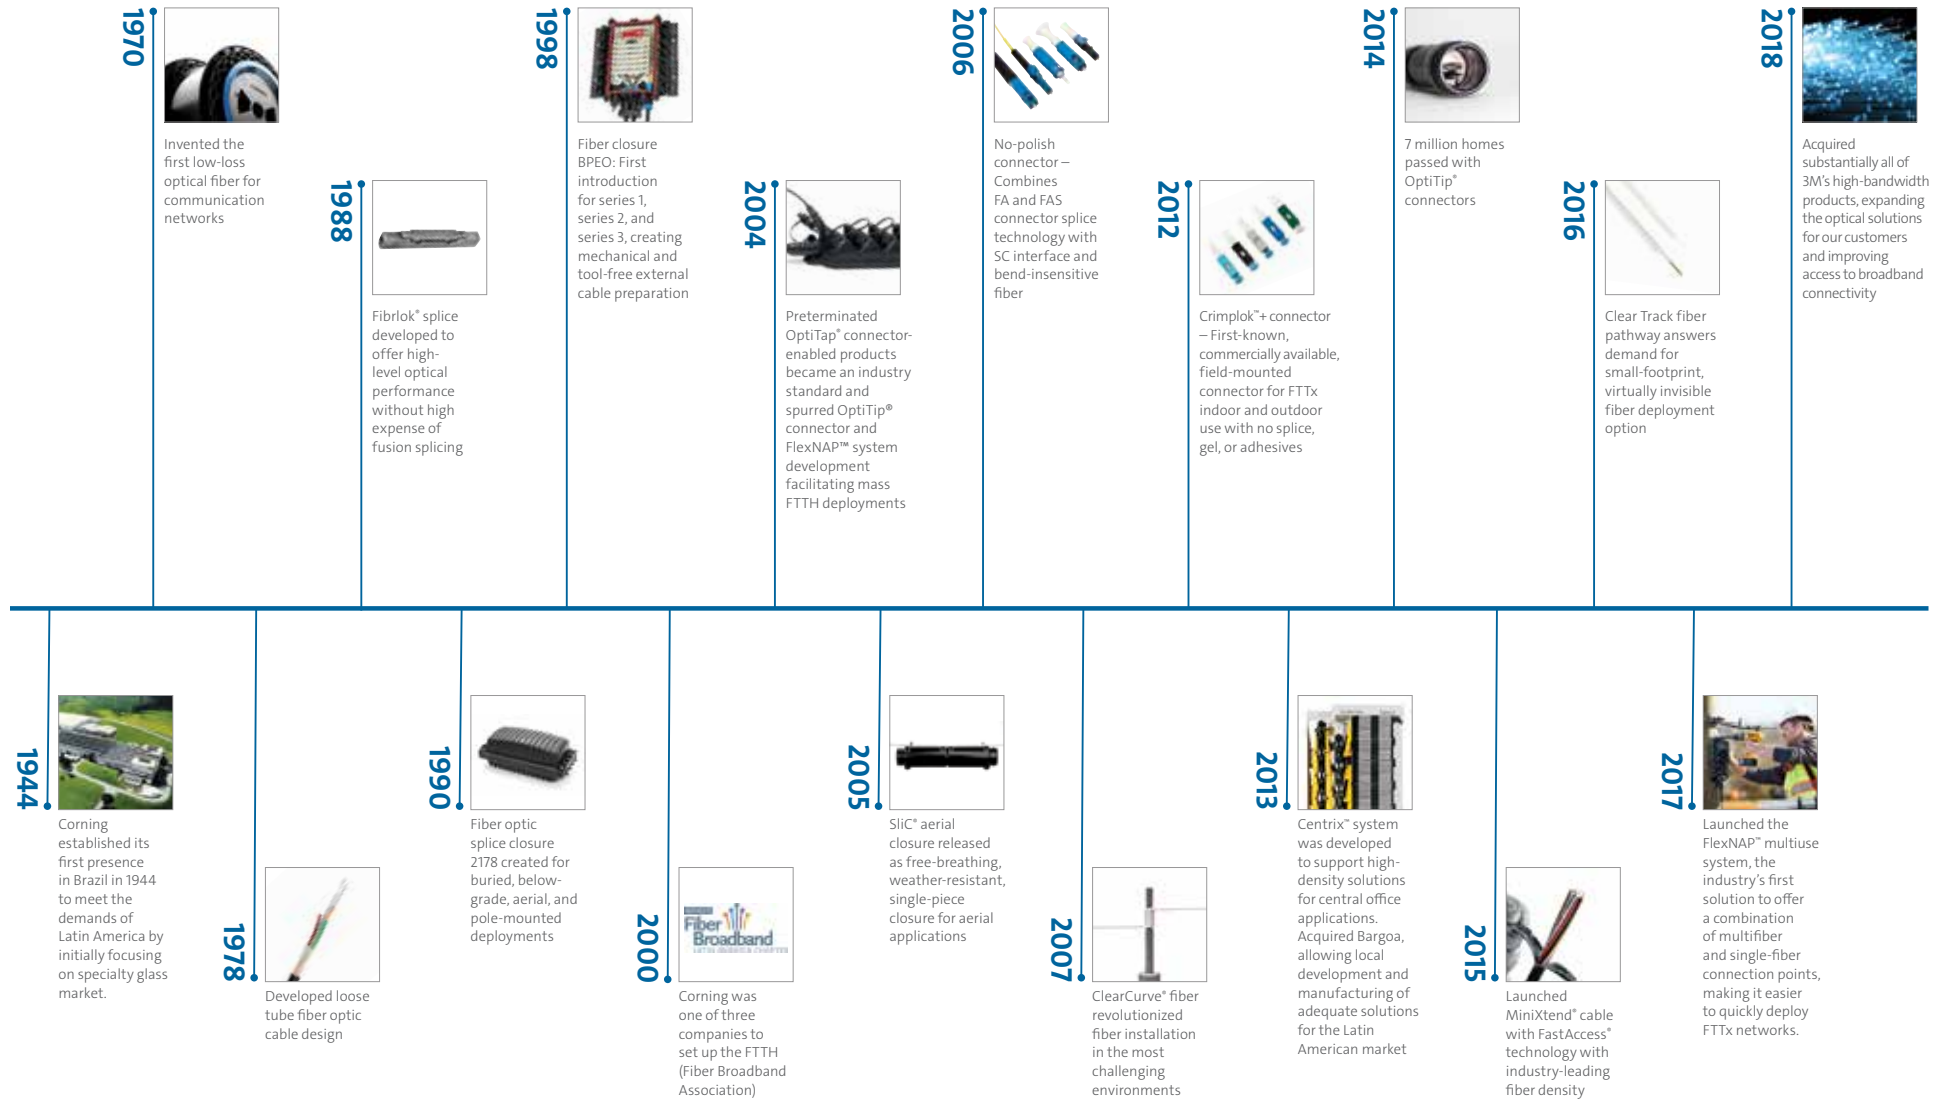 1970
Invented the
first low-loss
optical fiber for
communication
networks
1988
Fibrlok® splice
developed to
offer high-
level optical
performance
without high
expense of
fusion splicing
1998
Fiber closure
BPEO: First
introduction
for series 1,
series 2, and
series 3, creating
mechanical and
tool-free external
cable preparation
2004
Preterminated
OptiTap® connector-
enabled products
became an industry
standard and
spurred OptiTip®
connector and
FlexNAP™ system
development
facilitating mass
FTTH deployments
2006
No-polish
connector –
Combines
FA and FAS
connector splice
technology with
SC interface and
bend-insensitive
fiber
2012
Crimplok™+ connector
– First-known,
commercially available,
field-mounted
connector for FTTx
indoor and outdoor
use with no splice,
gel, or adhesives
2014
7 million homes
passed with
OptiTip®
connectors
2016
Clear Track fiber
pathway answers
demand for
small-footprint,
virtually invisible
fiber deployment
option
2018
Acquired
substantially all of
3M's high-bandwidth
products, expanding
the optical solutions
for our customers
and improving
access to broadband
connectivity
1944
Corning
established its
first presence
in Brazil in 1944
to meet the
demands of
Latin America by
initially focusing
on specialty glass
market.
1978
Developed loose
tube fiber optic
cable design
1990
Fiber optic
splice closure
2178 created for
buried, below-
grade, aerial, and
pole-mounted
deployments
2000
Fiber
Broadband
LATIN AMERICA CHAPTER
Corning was
one of three
companies to
set up the FTTH
(Fiber Broadband
Association)
2005
SliC® aerial
closure released
as free-breathing,
weather-resistant,
single-piece
closure for aerial
applications
2007
ClearCurve® fiber
revolutionized
fiber installation
in the most
challenging
environments
2013
Centrix™ system
was developed
to support high-
density solutions
for central office
applications.
Acquired Bargoa,
allowing local
development and
manufacturing of
adequate solutions
for the Latin
American market
2015
Launched
MiniXtend® cable
with FastAccess®
technology with
industry-leading
fiber density
2017
Launched the
FlexNAP™ multiuse
system, the
industry's first
solution to offer
a combination
of multifiber
and single-fiber
connection points,
making it easier
to quickly deploy
FTTx networks.